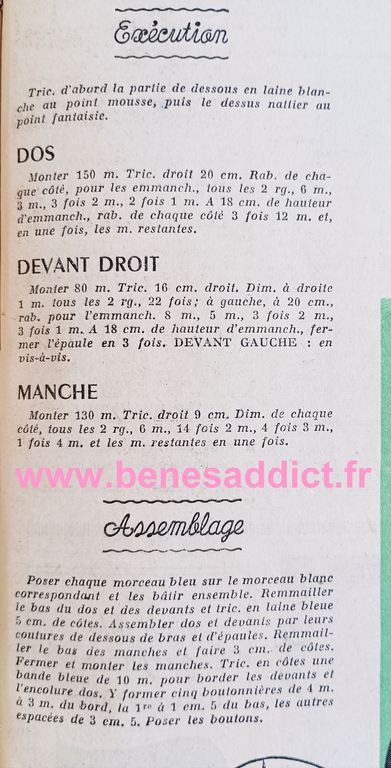 Exécution
Tric. d'abord la partie de dessous en laine blan-
che au point mousse, puis le dessus nattier au
point fantaisie.
DOS
Monter 150 m. Tric. droit 20 cm. Rab. de cha-
que côté, pour les emmanch., tous les 2 rg., 6 m.,
3 m., 3 fois 2 m., 2 fois 1 m. A 18 cm. de hauteur
d'emmanch., rab. de chaque côté 3 fois 12 m. et,
en une fois, les m. restantes.
DEVANT DROIT
Monter 80 m. Tric. 16 cm. droit. Dim. à droite
1 m. tous les 2 rg., 22 fois; à gauche, à 20 cm.,
rab. pour l'emmanch. 8 m., 5 m., 3 fois 2 m.,
3 fois 1 m. A 18 cm. de hauteur d'emmanch., fer-
mer l'épaule en 3 fois. DEVANT GAUCHE : en
vis-à-vis.
MANCHE
Monter 130 m. Tric. droit 9 cm. Dim. de chaque
côté, tous les 2 rg., 6 m., 14 fois 2 m., 4 fois 3 m.,
1 fois 4 m. et les m. restantes en une fois.
www.benesaddict.fr
Assemblage
Poser chaque morceau bleu sur le morceau blanc
correspondant et les bâtir ensemble. Remmailler
le bas du dos et des devants et tric. en laine bleue
5 cm. de côtes. Assembler dos et devants par leurs
coutures de dessous de bras et d'épaules. Remmail-
ler le bas des manches et faire 3 cm. de côtes.
Fermer et monter les manches. Tric. en côtes une
bande bleue de 10 m. pour border les devants et
l'encolure dos. Y former cinq boutonnières de 4 m.
à 3 m. du bord, la 1re à 1 cm. 5 du bas, les autres
espacées de 3 cm. 5. Poser les boutons.